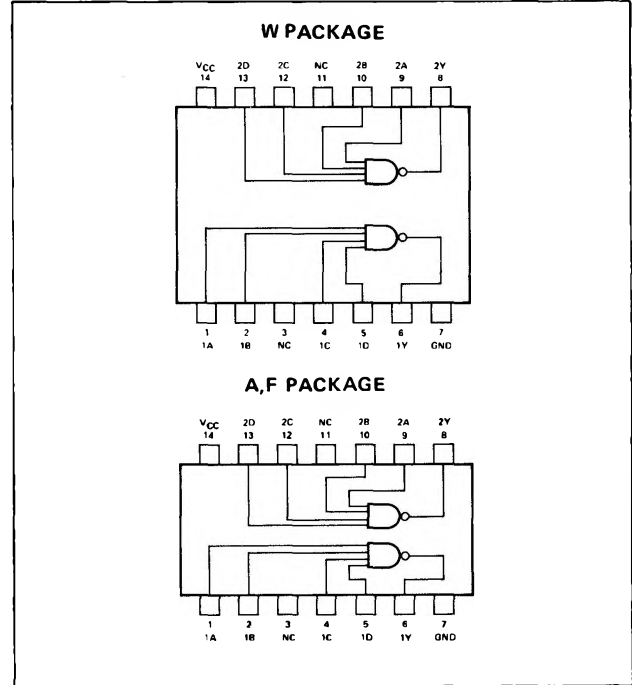 W PACKAGE
VCC 2D 2C NC 2B 2A 2Y
14 13 12 11 10 9 8
1 2 3 4 5 6 7
1A 1B NC 1C 1D 1Y GND
A,F PACKAGE
VCC 2D 2C NC 2B 2A 2Y
14 13 12 11 10 9 8
1 2 3 4 5 6 7
1A 1B NC 1C 1D 1Y GND